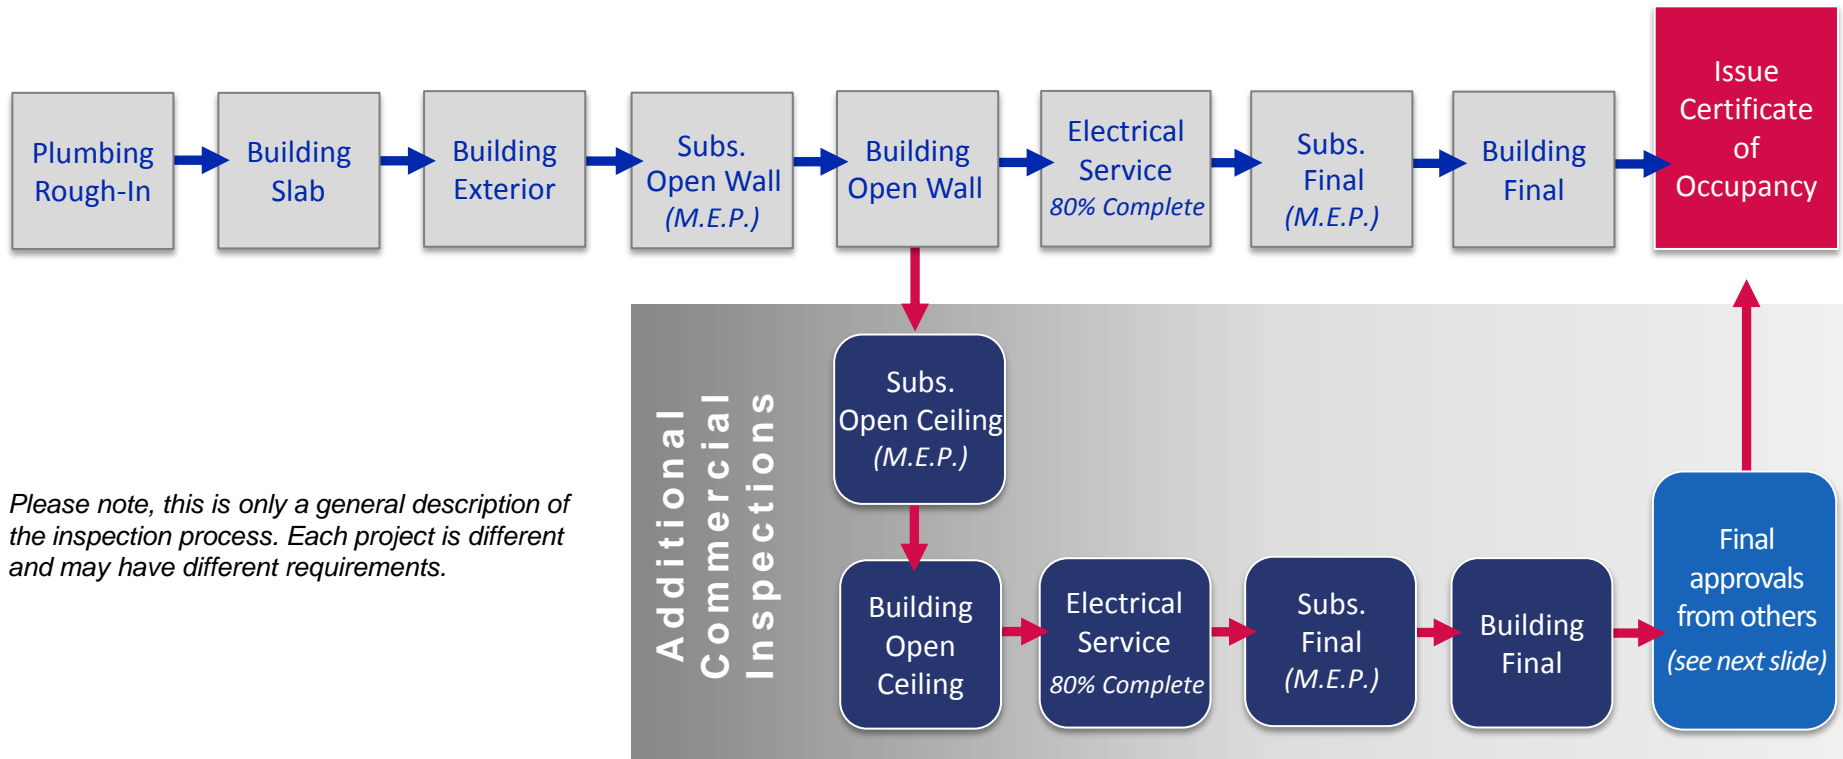 Plumbing
Rough-In
Building
Slab
Building
Exterior
Subs.
Open Wall
(M.E.P.)
Building
Open Wall
Electrical
Service
80% Complete
Subs.
Final
(M.E.P.)
Building
Final
Issue
Certificate
of
Occupancy
Additional
Commercial
Inspections
Subs.
Open Ceiling
(M.E.P.)
Building
Open
Ceiling
Electrical
Service
80% Complete
Subs.
Final
(M.E.P.)
Building
Final
Final
approvals
from others
(see next slide)
Please note, this is only a general description of
the inspection process. Each project is different
and may have different requirements.